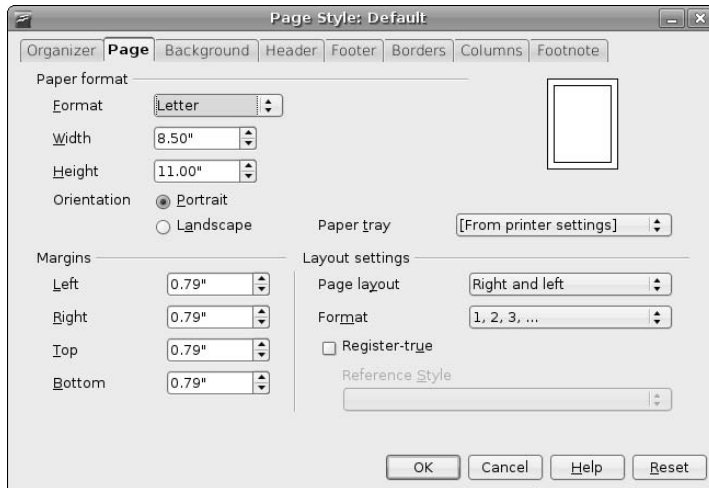 Page Style: Default
Organizer Page Background Header Footer Borders Columns Footnote
Paper format
Format Letter
Width 8.50"
Height 11.00"
Orientation Portrait
Landscape Paper tray [From printer settings]
Margins Layout settings
Left 0.79" Page layout Right and left
Right 0.79" Format 1, 2, 3, ...
Top 0.79" Register-true
Bottom 0.79" Reference Style
OK Cancel Help Reset